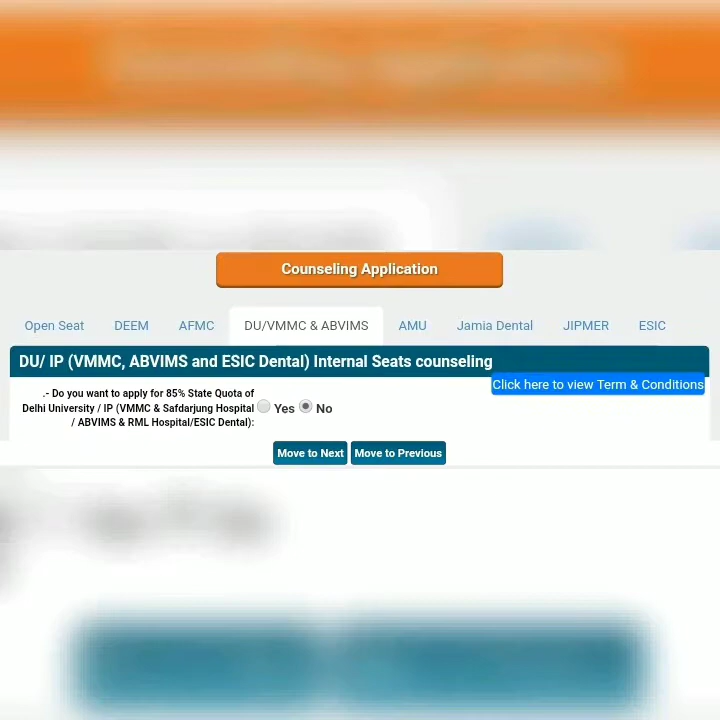 Counseling Application
Open Seat DEEM AFMC DU/VMMC & ABVIMS AMU Jamia Dental JIPMER ESIC
DU/ IP (VMMC, ABVIMS and ESIC Dental) Internal Seats counseling
Click here to view Term & Conditions
.- Do you want to apply for 85% State Quota of
Delhi University / IP (VMMC & Safdarjung Hospital
/ ABVIMS & RML Hospital/ESIC Dental):
Yes No
Move to Next Move to Previous